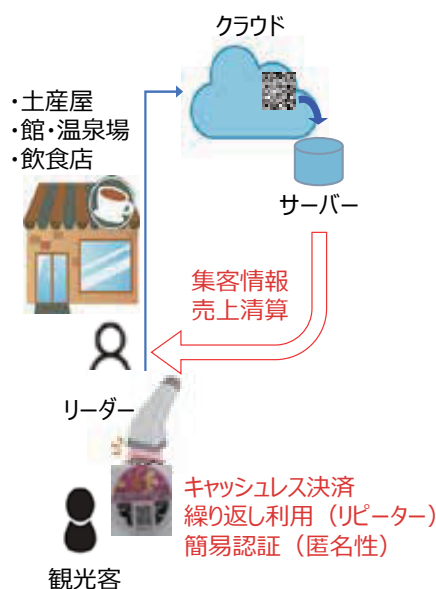 クラウド
・土産屋
・館・温泉場
・飲食店
サーバー
集客情報
売上清算
リーダー
キャッシュレス決済
繰り返し利用（リピーター）
簡易認証（匿名性）
観光客